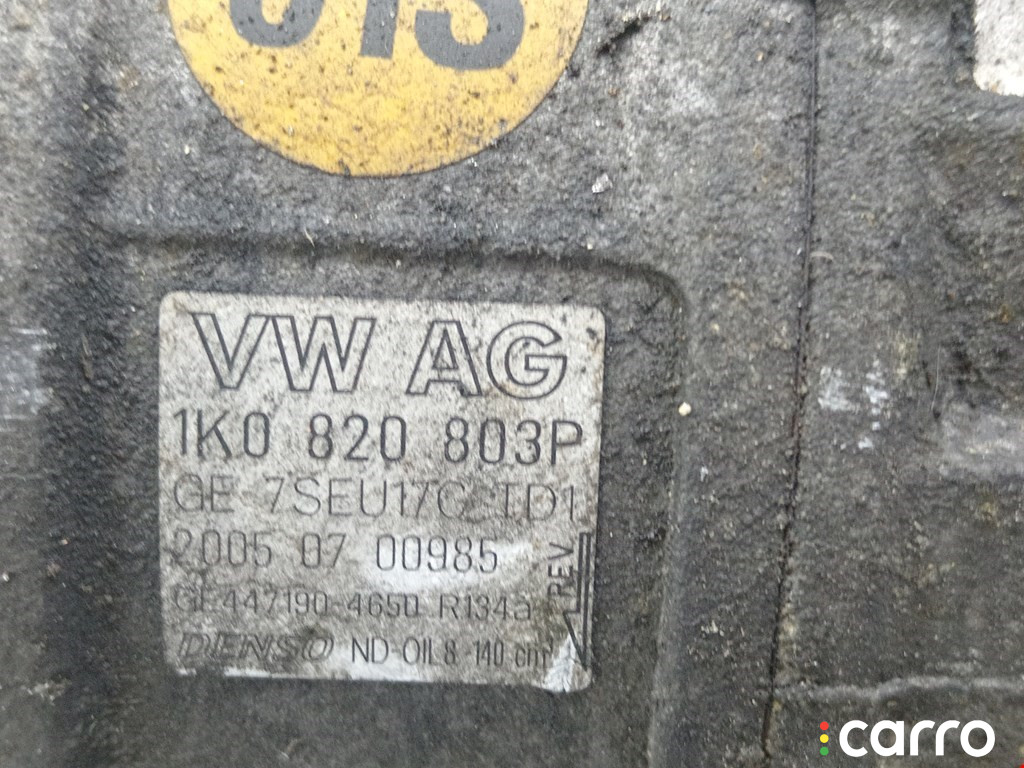 VW AG
1K0 820 803P
GE 7SEU17C TD1
2005 07 00985
GE447190-4650 R134a
DENSO ND-OIL8 140 cm³
REV
carro